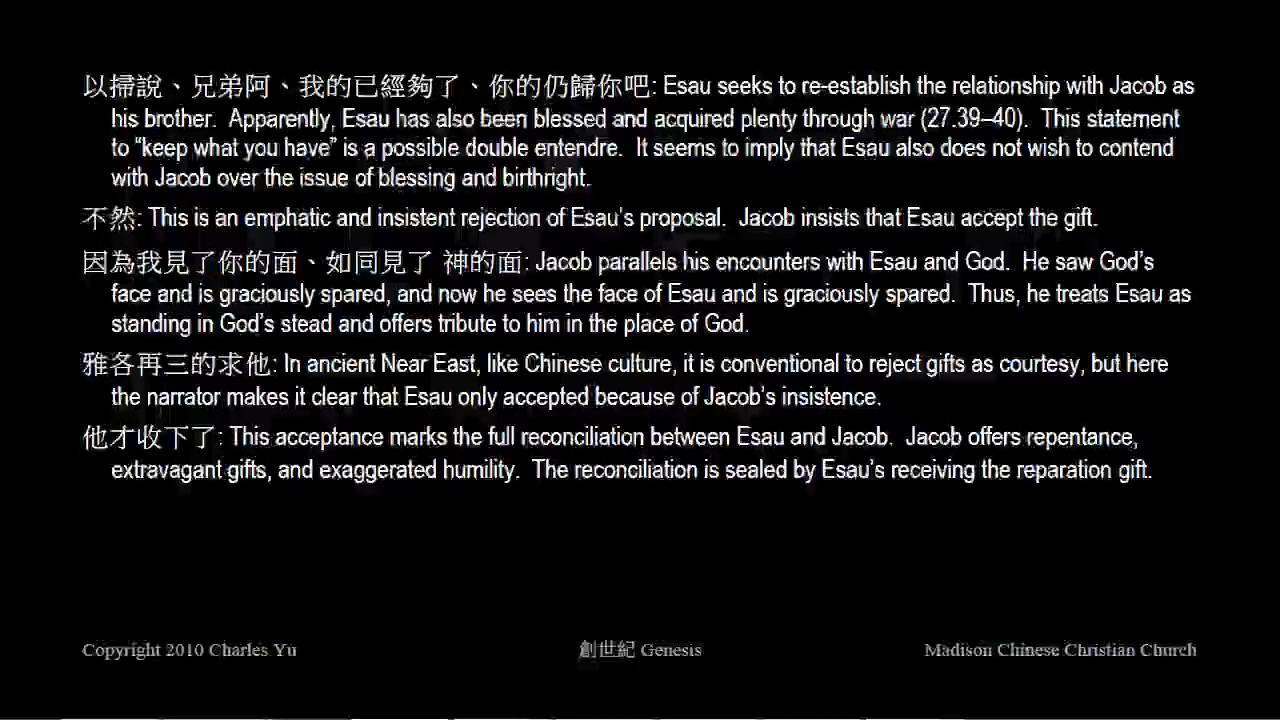 以掃說、兄弟阿、我的已經夠了、你的仍歸你吧: Esau seeks to re-establish the relationship with Jacob as
his brother.  Apparently, Esau has also been blessed and acquired plenty through war (27.39–40).  This statement
to “keep what you have” is a possible double entendre.  It seems to imply that Esau also does not wish to contend
with Jacob over the issue of blessing and birthright.
不然: This is an emphatic and insistent rejection of Esau’s proposal.  Jacob insists that Esau accept the gift.
因為我見了你的面、如同見了 神的面: Jacob parallels his encounters with Esau and God.  He saw God’s
face and is graciously spared, and now he sees the face of Esau and is graciously spared.  Thus, he treats Esau as
standing in God’s stead and offers tribute to him in the place of God.
雅各再三的求他: In ancient Near East, like Chinese culture, it is conventional to reject gifts as courtesy, but here
the narrator makes it clear that Esau only accepted because of Jacob’s insistence.
他才收下了: This acceptance marks the full reconciliation between Esau and Jacob.  Jacob offers repentance,
extravagant gifts, and exaggerated humility.  The reconciliation is sealed by Esau’s receiving the reparation gift.
Copyright 2010 Charles Yu
創世紀 Genesis
Madison Chinese Christian Church